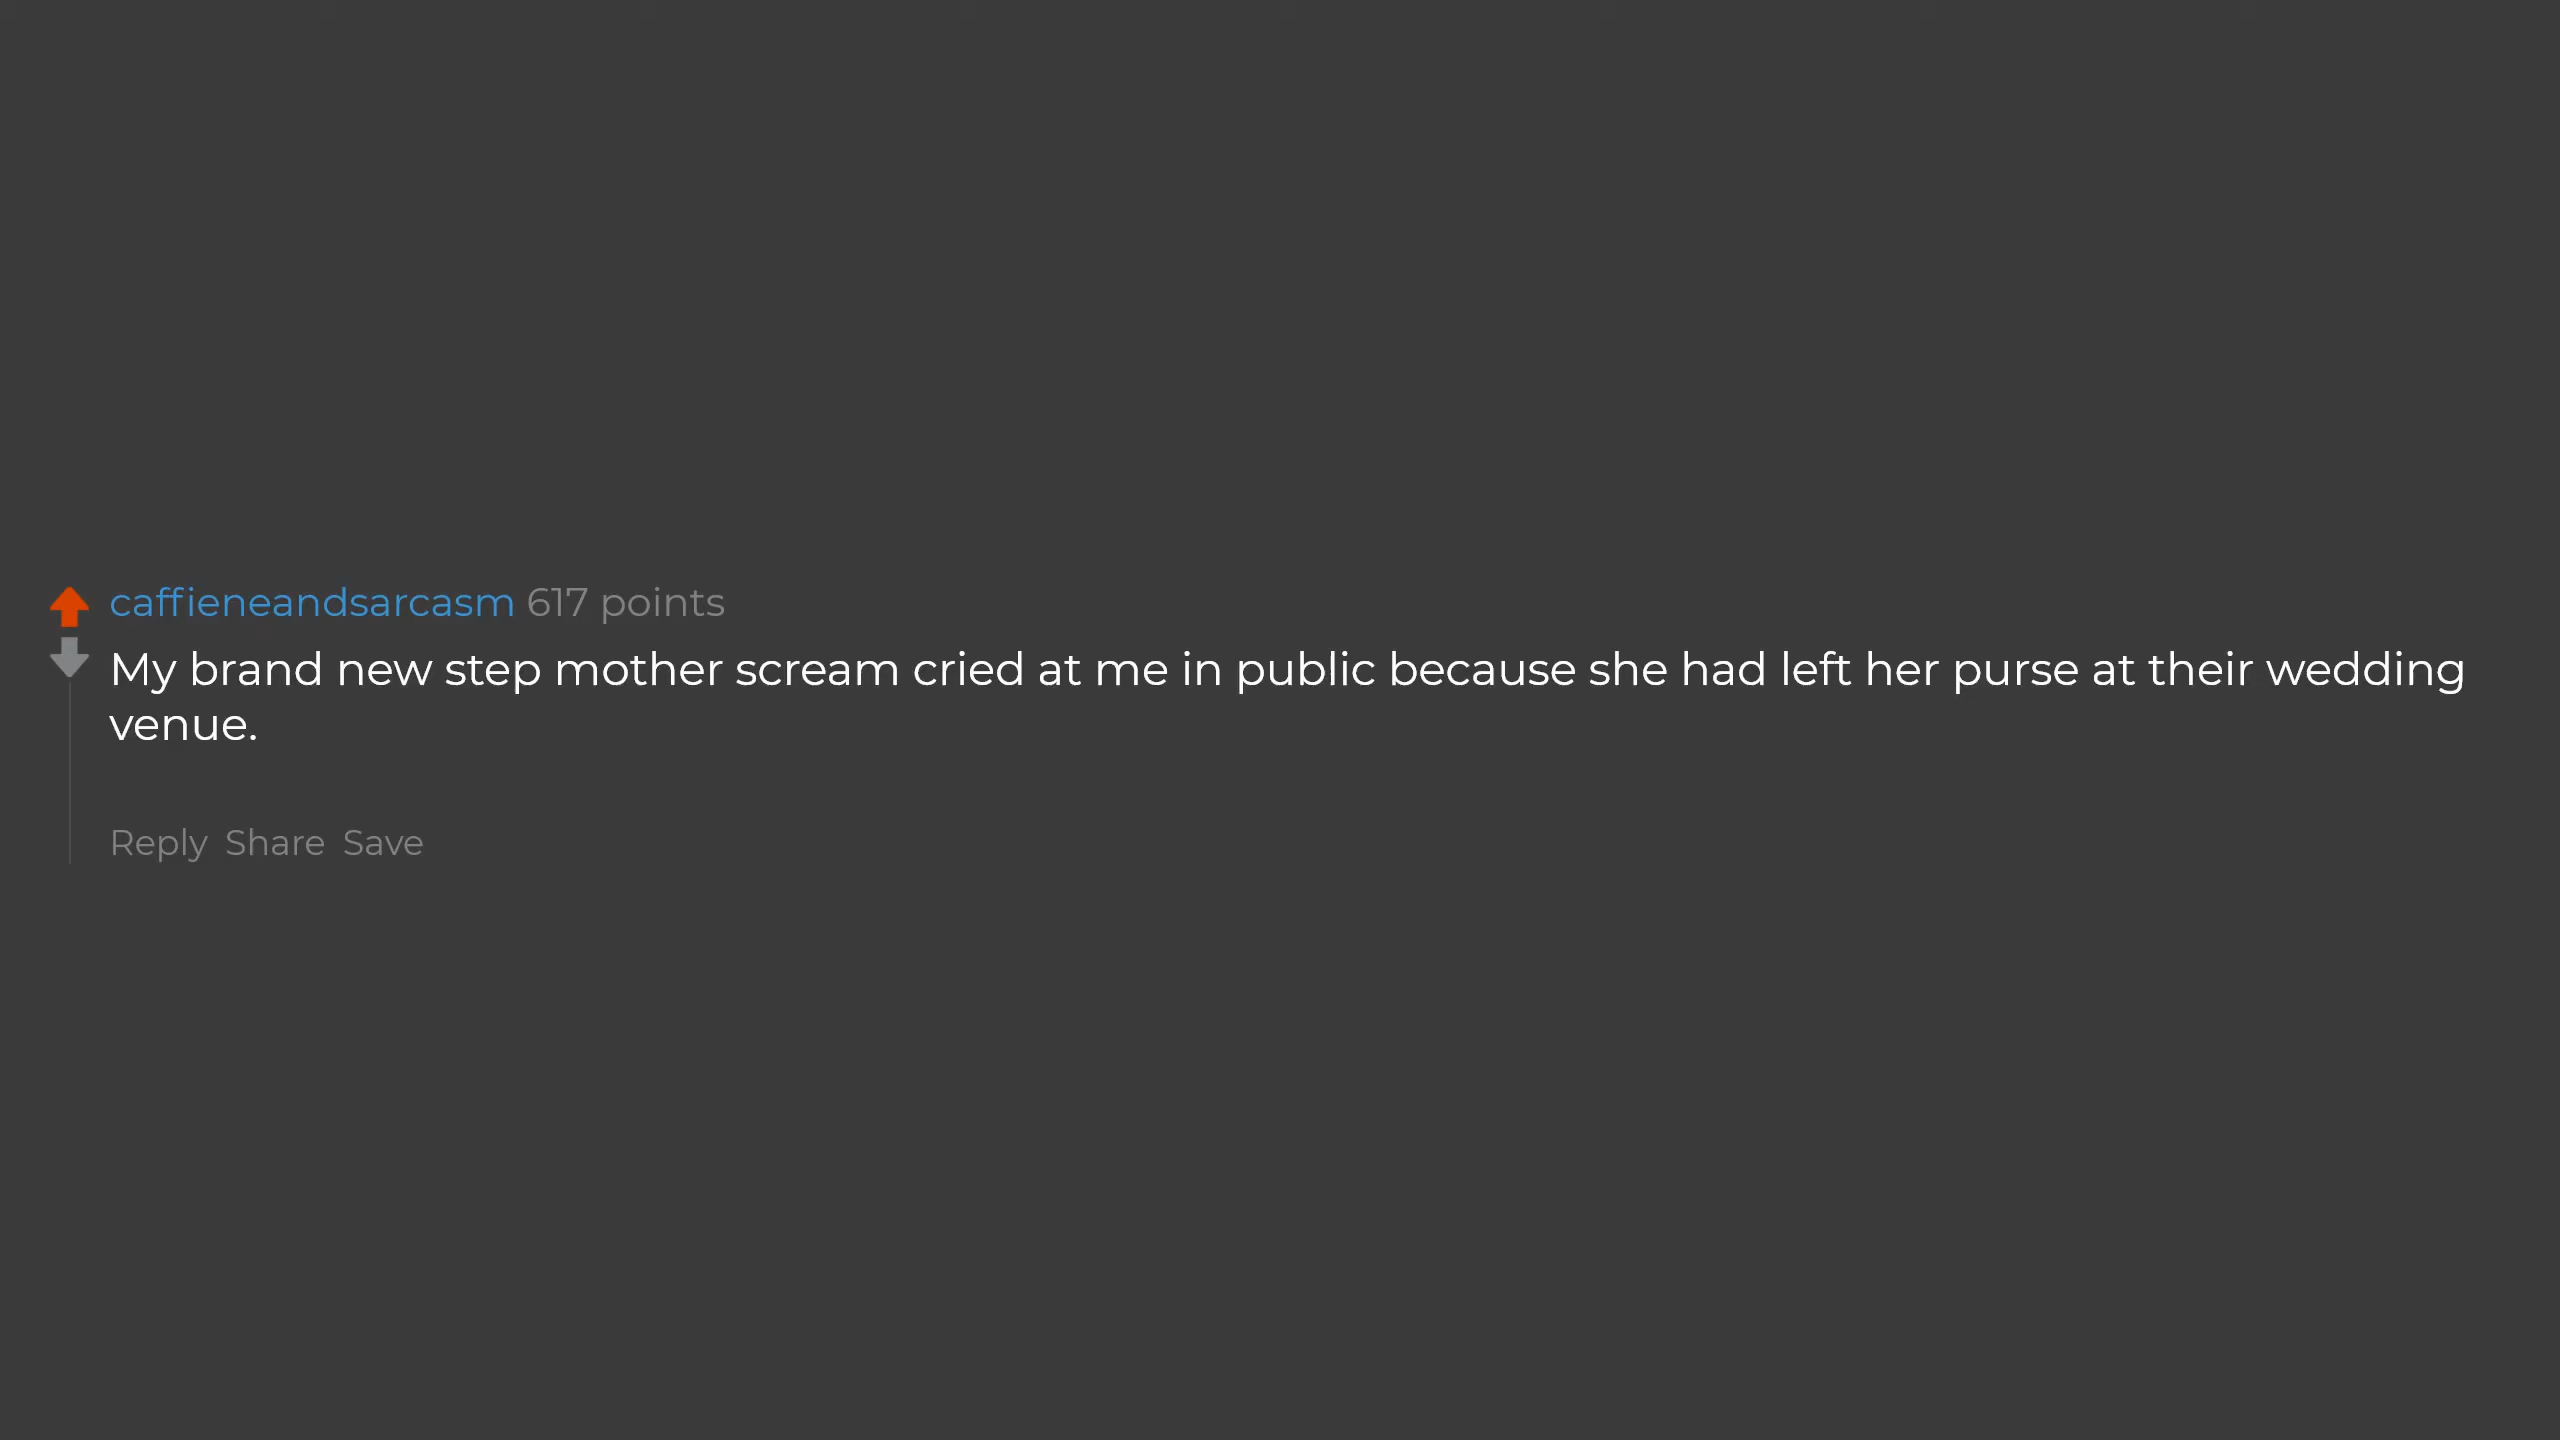 caffieneandsarcasm 617 points
My brand new step mother scream cried at me in public because she had left her purse at their wedding
venue.
Reply Share Save